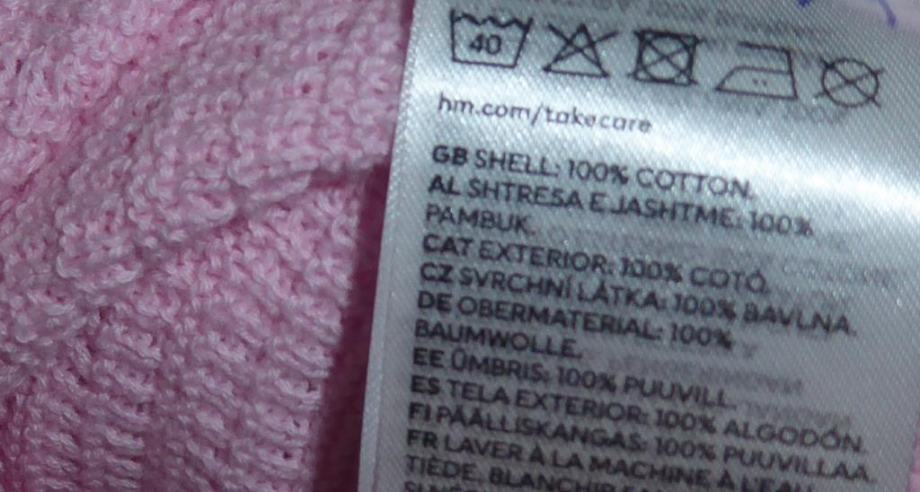 40
hm.com/takecare
GB SHELL: 100% COTTON.
AL SHTRESA E JASHTME: 100%
PAMBUK.
CAT EXTERIOR: 100% COTÓ.
CZ SVRCHNÍ LÁTKA: 100% BAVLNA.
DE OBERMATERIAL: 100%
BAUMWOLLE.
EE ÜMBRIS: 100% PUUVILL.
ES TELA EXTERIOR: 100% ALGODÓN.
FI PÄÄLLISKANGAS: 100% PUUVILLAA.
FR LAVER À LA MACHINE À L'EAU
TIÈDE. BLANCHIR